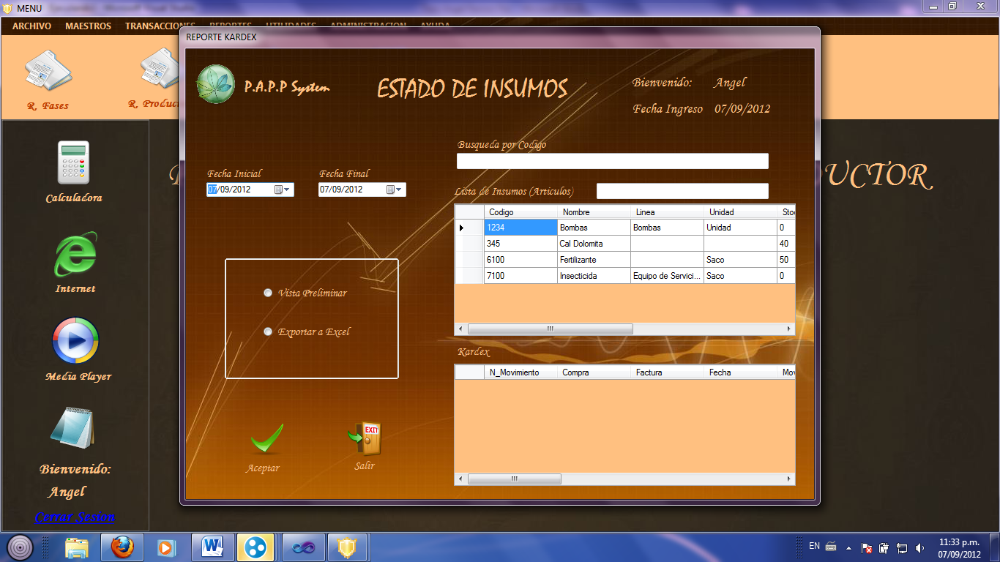 MENU
ARCHIVO MAESTROS TRANSACCIONES REPORTES UTILIDADES ADMINISTRACION AYUDA
REPORTE KARDEX
R. Fases
R. Produc
P.A.P.P System
ESTADO DE INSUMOS
Bienvenido: Angel
Fecha Ingreso 07/09/2012
Calculadora
Internet
Media Player
Bienvenido:
Angel
Cerrar Sesion
UCTOR
Fecha Inicial
07/09/2012
Fecha Final
07/09/2012
Vista Preliminar
Exportar a Excel
Aceptar
EXIT
Salir
Busqueda por Codigo
Lista de Insumos (Articulos)
Codigo Nombre Linea Unidad Sto
1234 Bombas Bombas Unidad 0
345 Cal Dolomita 40
6100 Fertilizante Saco 50
7100 Insecticida Equipo de Servici... Saco 0
Kardex
N_Movimiento Compra Factura Fecha Mov
EN
11:33 p.m.
07/09/2012